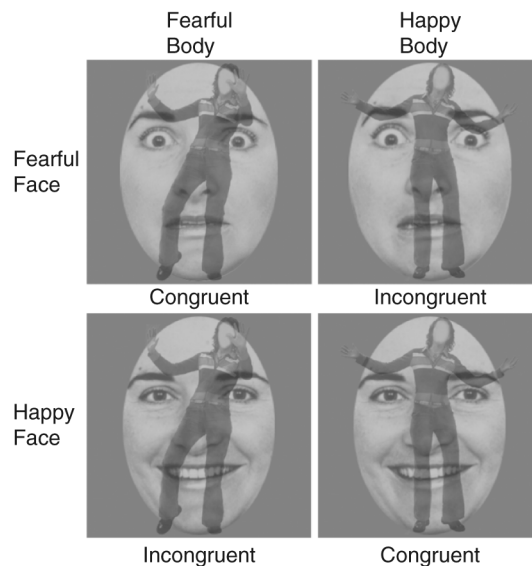 Fearful
Body
Happy
Body
Fearful
Face
Congruent
Incongruent
Happy
Face
Incongruent
Congruent